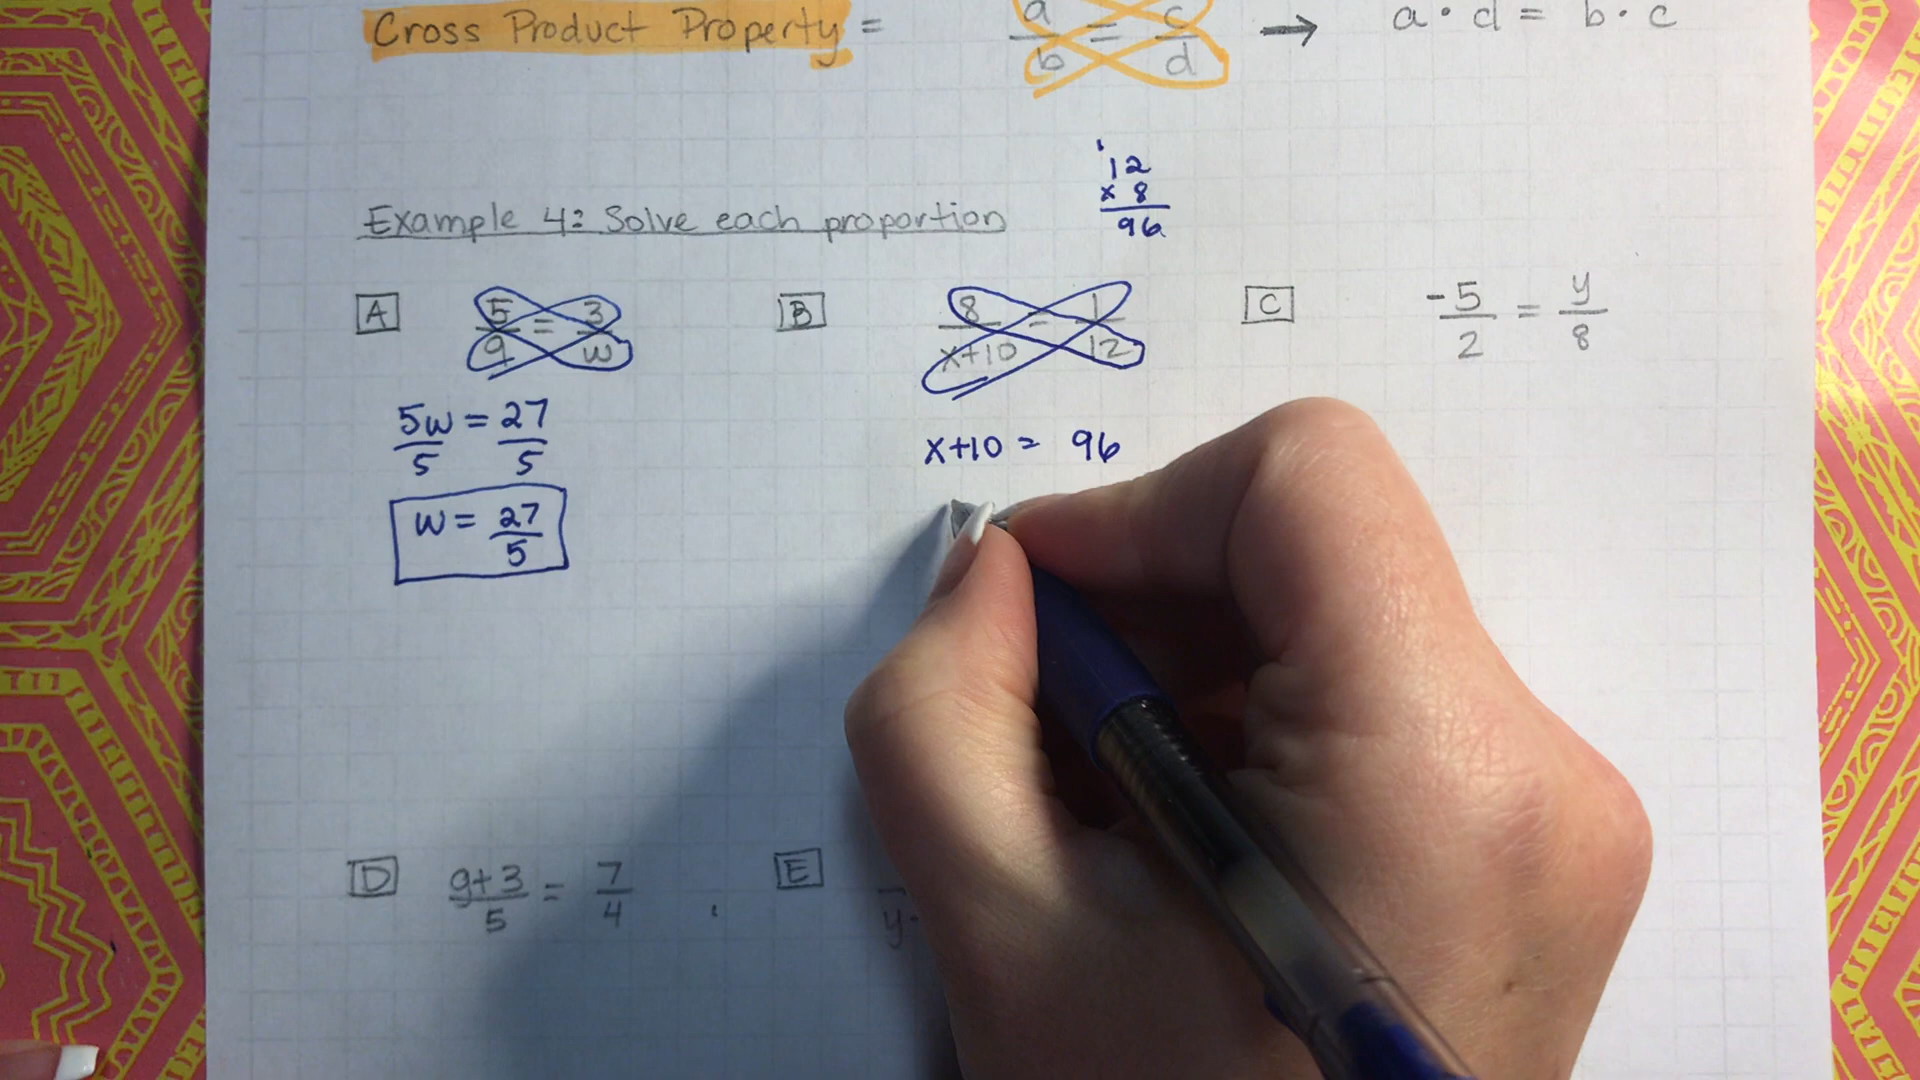 Cross Product Property = a/b = c/d → a · d = b · c
1
12
x 8
96
Example 4: Solve each proportion
A 5/9 = 3/w
5w/5 = 27/5
w = 27/5
B 8/x+10 = 1/12
x+10 = 96
C -5/2 = y/8
D g+3/5 = 7/4
E y-